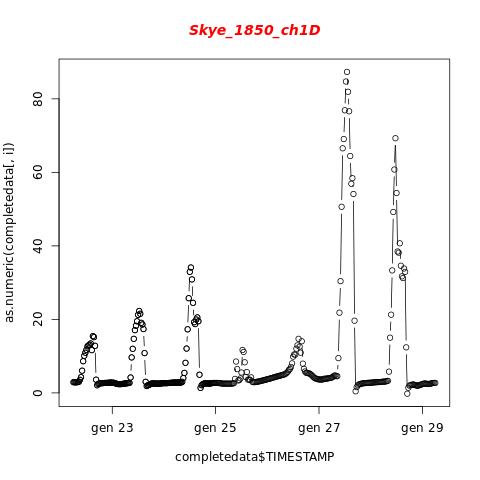 Skye_1850_ch1D
as.numeric(completedata[, i])
80
60
40
20
0
gen 23
gen 25
gen 27
gen 29
completedata$TIMESTAMP